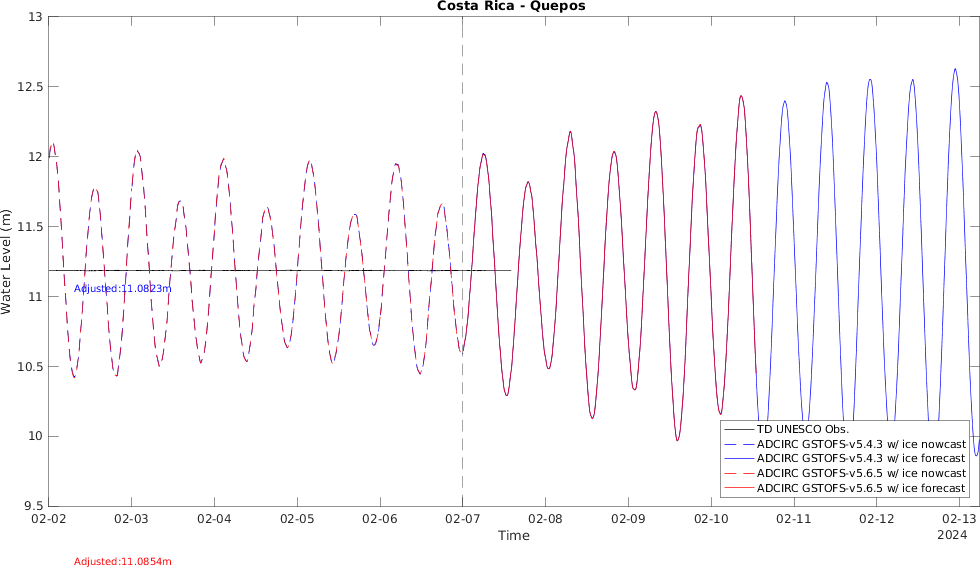 Costa Rica - Quepos
13
12.5
12
11.5
11
10.5
10
9.5
Water Level (m)
Adjusted:11.0823m
TD UNESCO Obs.
ADCIRC GSTOFS-v5.4.3 w/ ice nowcast
ADCIRC GSTOFS-v5.4.3 w/ ice forecast
ADCIRC GSTOFS-v5.6.5 w/ ice nowcast
ADCIRC GSTOFS-v5.6.5 w/ ice forecast
02-02 02-03 02-04 02-05 02-06 02-07 02-08 02-09 02-10 02-11 02-12 02-13
Time
2024
Adjusted:11.0854m